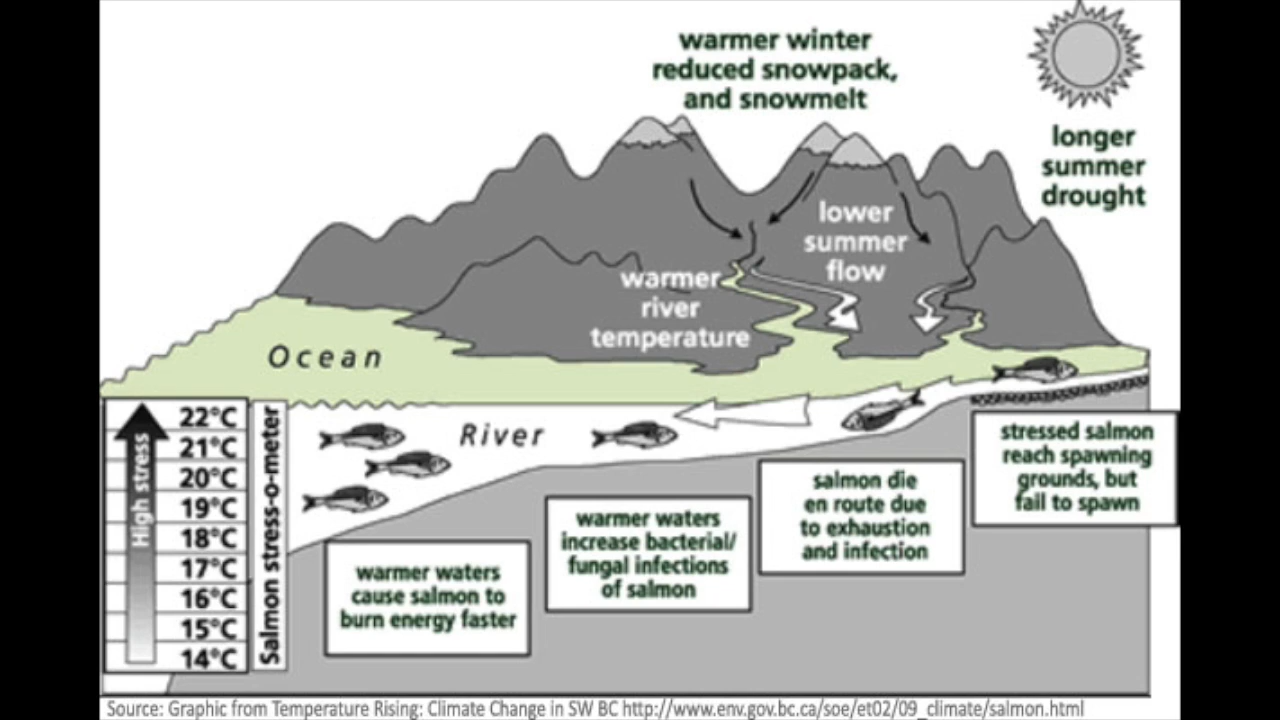 warmer winter
reduced snowpack,
and snowmelt
longer
summer
drought
lower
summer
flow
warmer
river
temperature
Ocean
River
22°C
21°C
20°C
19°C
18°C
17°C
16°C
15°C
14°C
High stress
Salmon stress-o-meter
warmer waters
cause salmon to
burn energy faster
warmer waters
increase bacterial/
fungal infections
of salmon
salmon die
en route due
to exhaustion
and infection
stressed salmon
reach spawning
grounds, but
fail to spawn
Source: Graphic from Temperature Rising: Climate Change in SW BC http://www.env.gov.bc.ca/soe/et02/09_climate/salmon.html